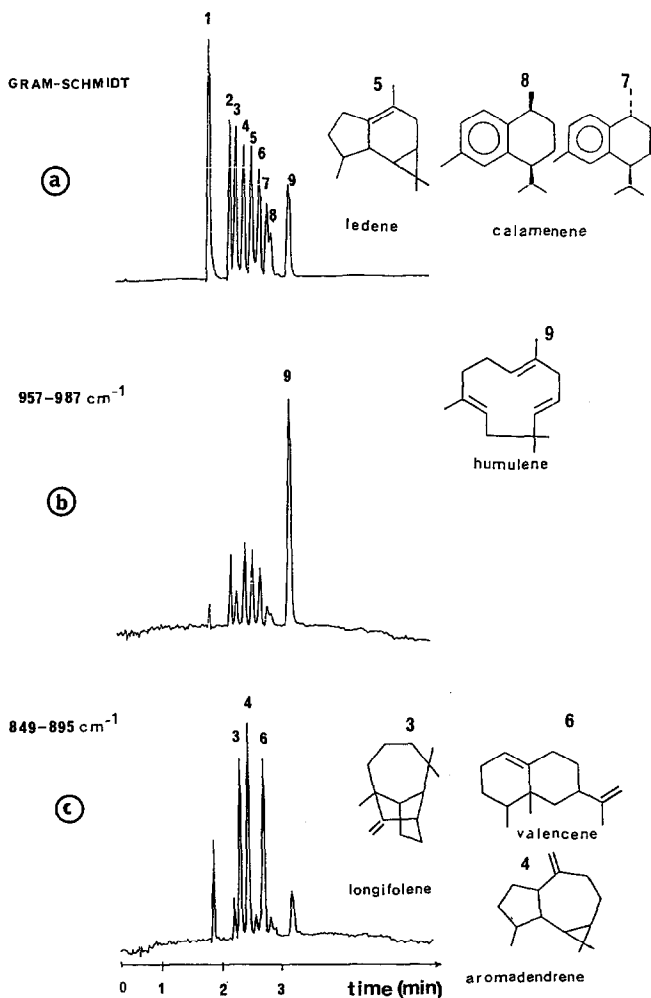 GRAM-SCHMIDT
a
1
2
3
4
5
6
7
8
9
5
ledene
8
7
calamenene
957-987 cm-1
b
9
9
humulene
849-895 cm-1
c
3
4
6
3
longifolene
6
valencene
4
aromadendrene
0 1 2 3 time (min)